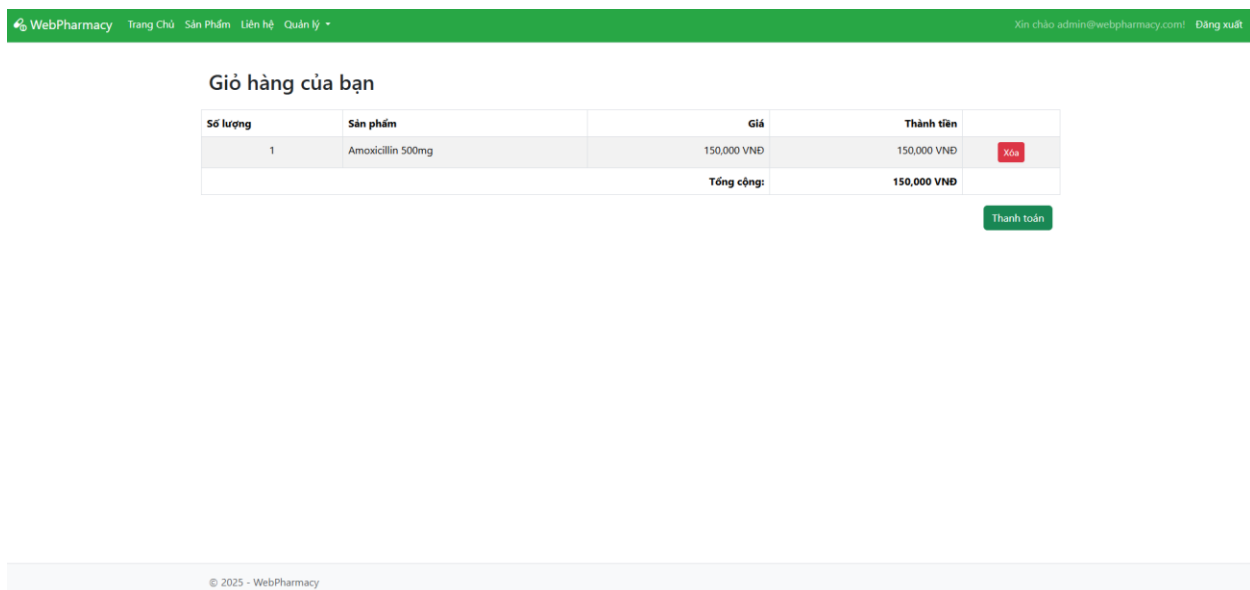 WebPharmacy Trang Chủ Sản Phẩm Liên hệ Quản lý Xin chào admin@webpharmacy.com! Đăng xuất
Giỏ hàng của bạn
Số lượng Sản phẩm Giá Thành tiền
1 Amoxicillin 500mg 150,000 VNĐ 150,000 VNĐ Xóa
Tổng cộng: 150,000 VNĐ
Thanh toán
© 2025 - WebPharmacy